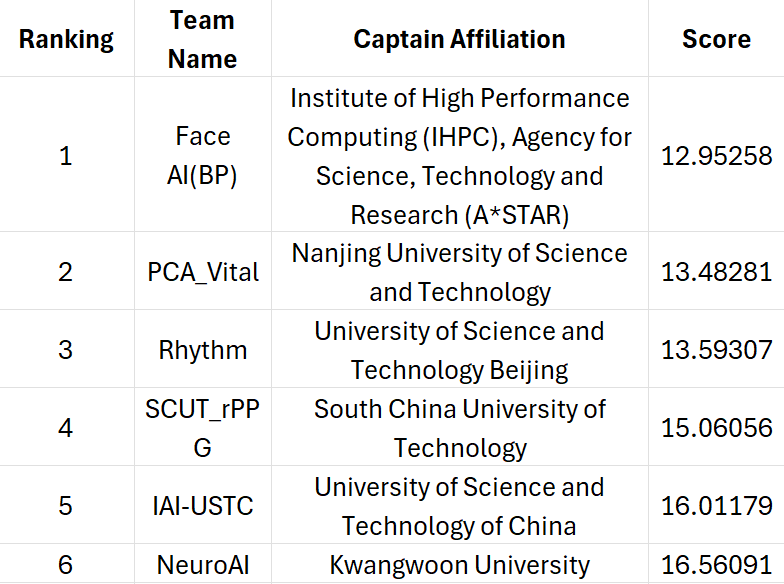 Ranking Team Name Captain Affiliation Score
1 Face AI(BP) Institute of High Performance Computing (IHPC), Agency for Science, Technology and Research (A*STAR) 12.95258
2 PCA_Vital Nanjing University of Science and Technology 13.48281
3 Rhythm University of Science and Technology Beijing 13.59307
4 SCUT_rPPG South China University of Technology 15.06056
5 IAI-USTC University of Science and Technology of China 16.01179
6 NeuroAI Kwangwoon University 16.56091